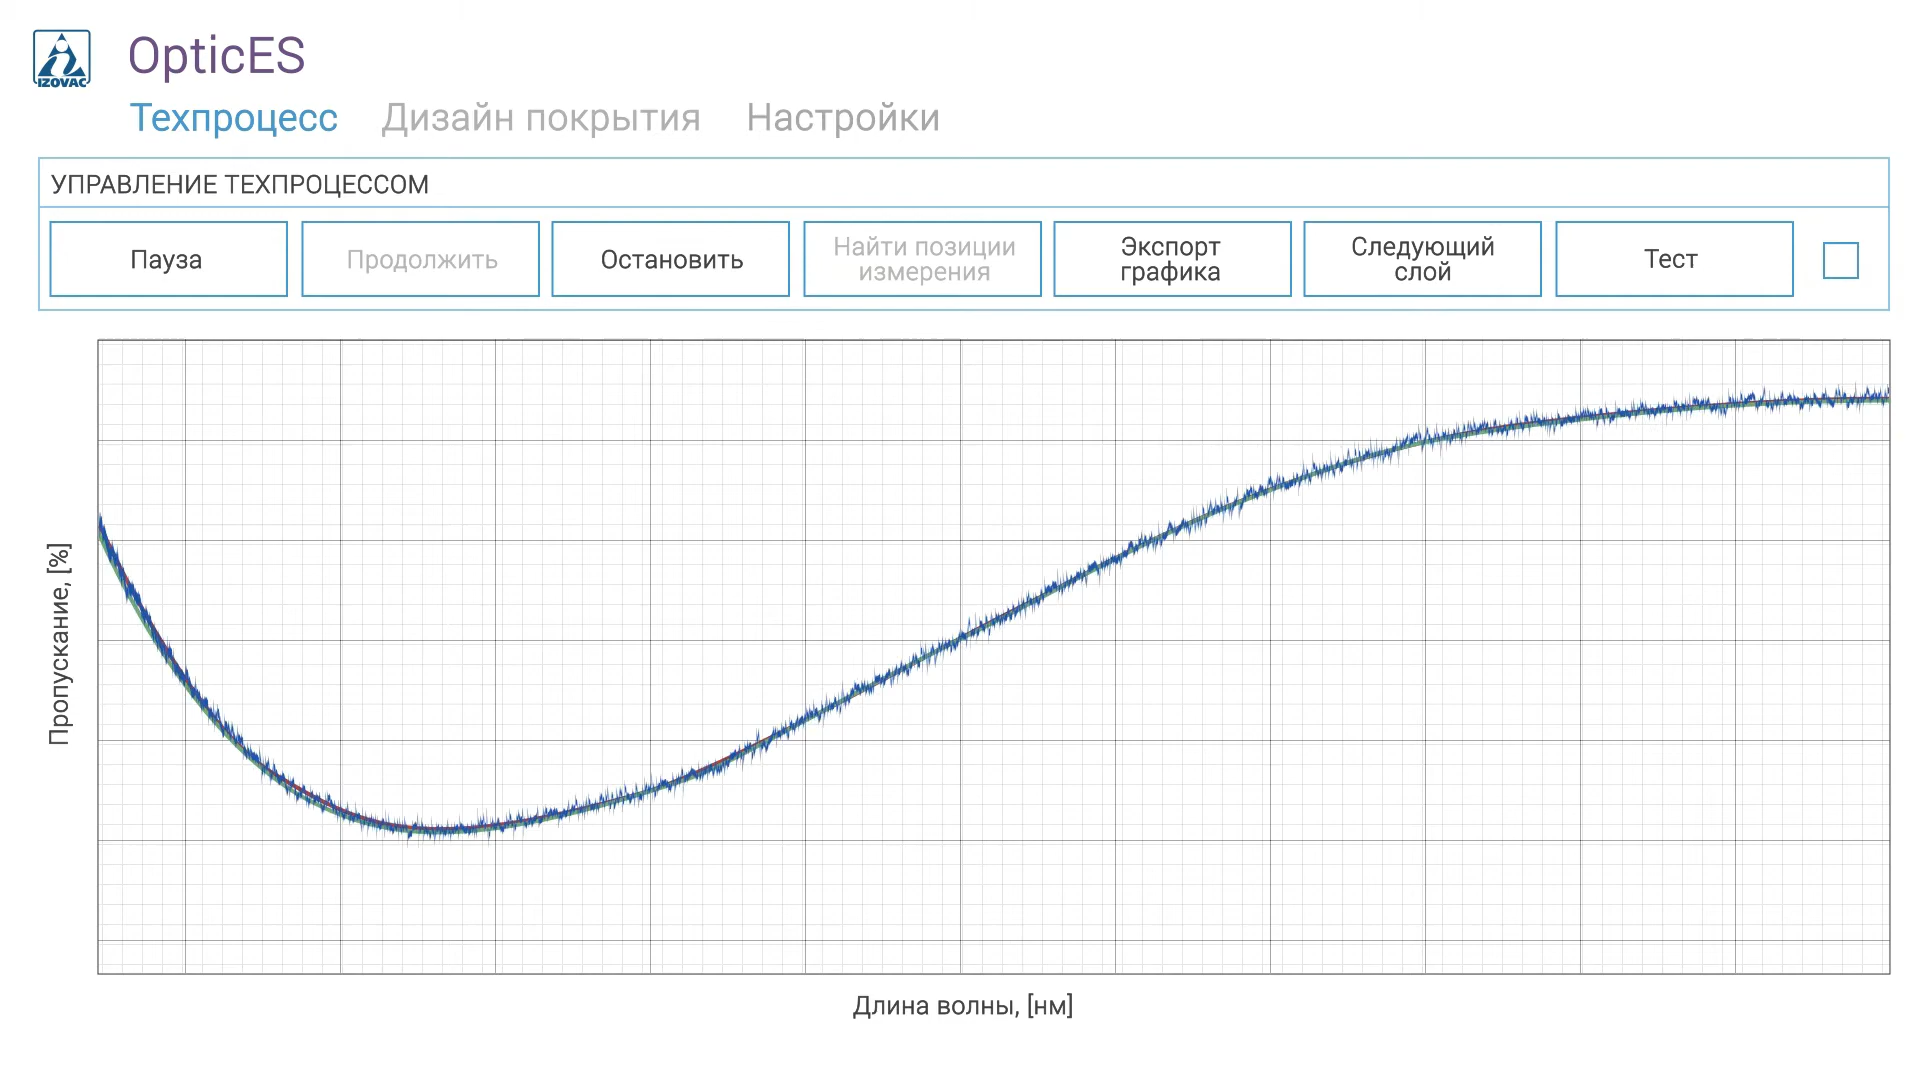 IZOVAC
OpticES
Техпроцесс Дизайн покрытия Настройки
УПРАВЛЕНИЕ ТЕХПРОЦЕССОМ
Пауза
Продолжить
Остановить
Найти позиции
измерения
Экспорт
графика
Следующий
слой
Тест
Пропускание, [%]
Длина волны, [нм]